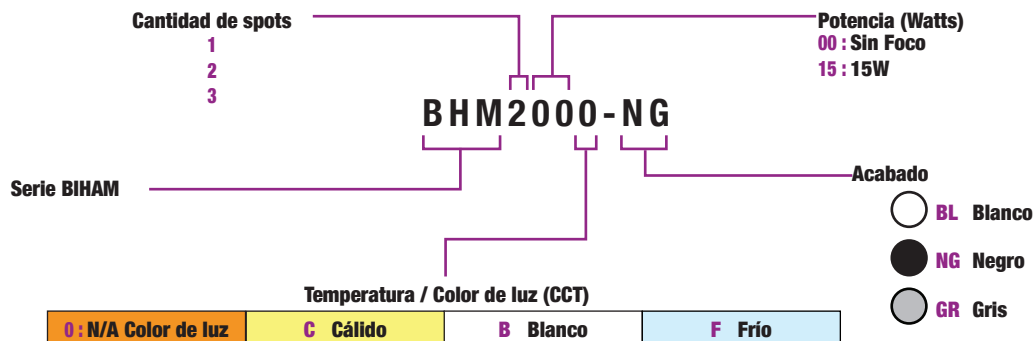 Cantidad de spots
1
2
3
Potencia (Watts)
00 : Sin Foco
15 : 15W
BHM2000-NG
Serie BIHAM
Acabado
BL Blanco
NG Negro
GR Gris
Temperatura / Color de luz (CCT)
0 : N/A Color de luz
C Cálido
B Blanco
F Frío